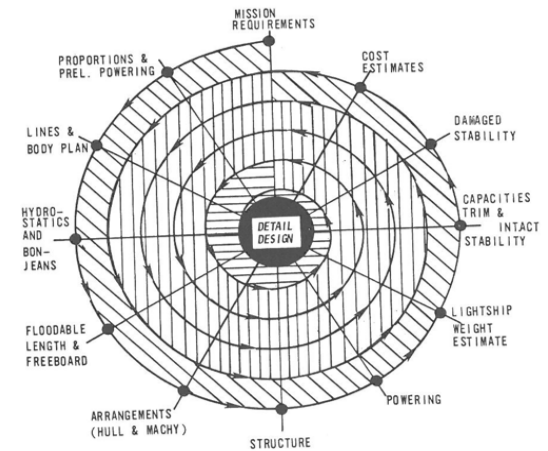 MISSION
REQUIREMENTS
COST
ESTIMATES
DAMAGED
STABILITY
CAPACITIES
TRIM & INTACT
STABILITY
LIGHTSHIP
WEIGHT
ESTIMATE
POWERING
STRUCTURE
ARRANGEMENTS
(HULL & MACHY)
FLOODABLE
LENGTH &
FREEBOARD
HYDRO-
STATICS
AND
BON-
JEANS
LINES &
BODY PLAN
PROPORTIONS &
PREL. POWERING
DETAIL
DESIGN